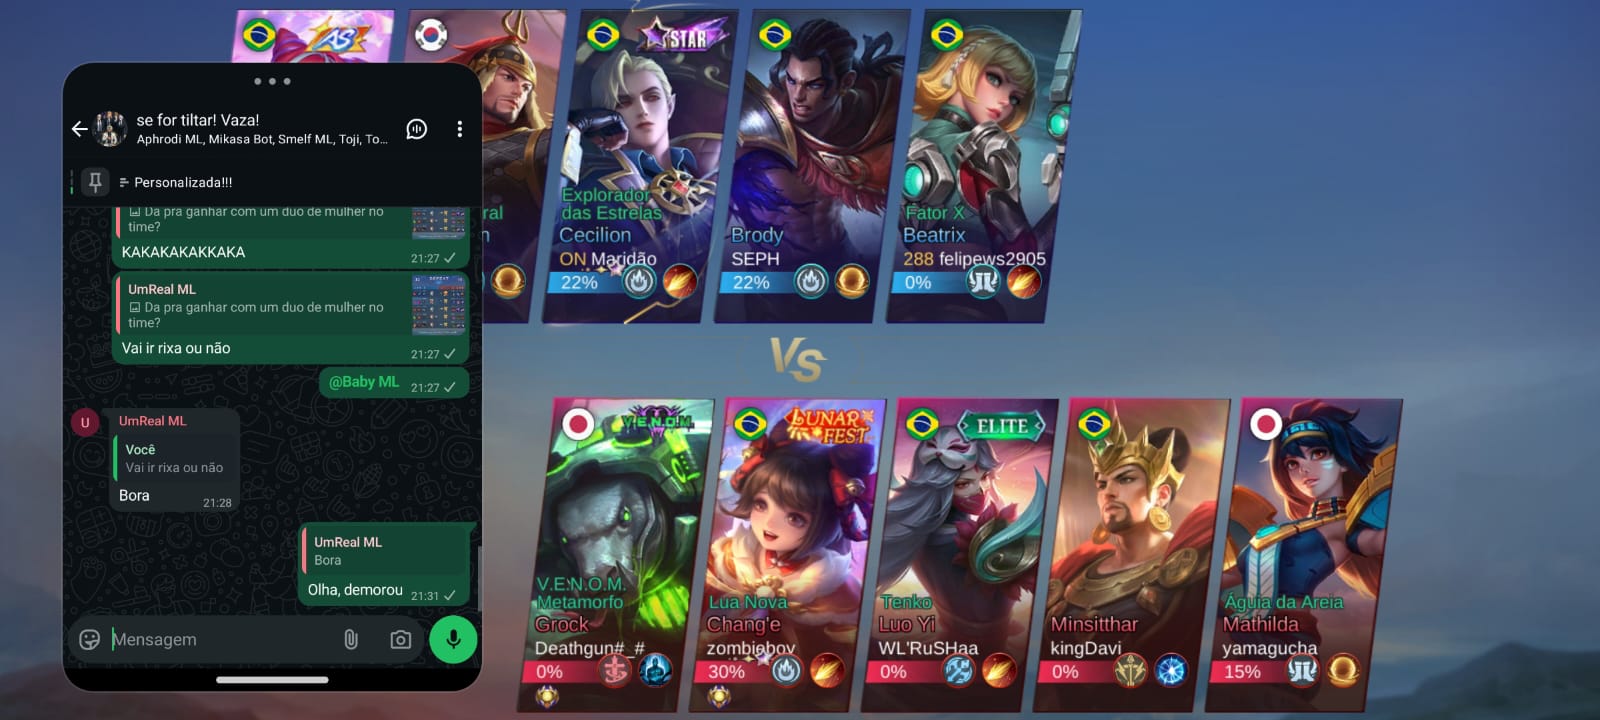 se for tiltar! Vaza!
Aphrodi ML, Mikasa Bot, Smelf ML, Toji, To...
Personalizada!!!
Da pra ganhar com um duo de mulher no
time?
KAKAKAKAKKAKA
21:27
UmReal ML
Da pra ganhar com um duo de mulher no
time?
Vai ir rixa ou não
21:27
@Baby ML
21:27
U
UmReal ML
Você
Vai ir rixa ou não
Bora
21:28
UmReal ML
Bora
Olha, demorou
21:31
Mensagem
AS
ral
n
STAR
Explorador
das Estrelas
Cecilion
ON Maridão
22%
Brody
SEPH
22%
Fator X
Beatrix
288 felipews2905
0%
VS
V.E.N.O.M.
V.E.N.O.M.
Metamorfo
Grock
Deathgun#_#
0%
LUNAR
FEST
Lua Nova
Chang'e
zombieboy
30%
ELITE
Tenko
Luo Yi
WL'RuSHaa
0%
Minsitthar
kingDavi
0%
Águia da Areia
Mathilda
yamagucha
15%